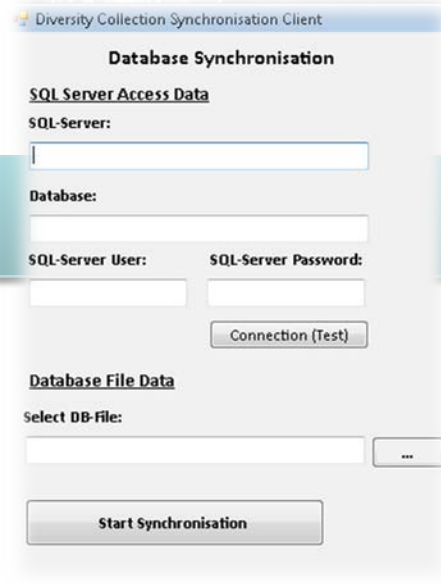 Diversity Collection Synchronisation Client
Database Synchronisation
SQL Server Access Data
SQL-Server:
Database:
SQL-Server User: SQL-Server Password:
Connection (Test)
Database File Data
Select DB-File:
...
Start Synchronisation